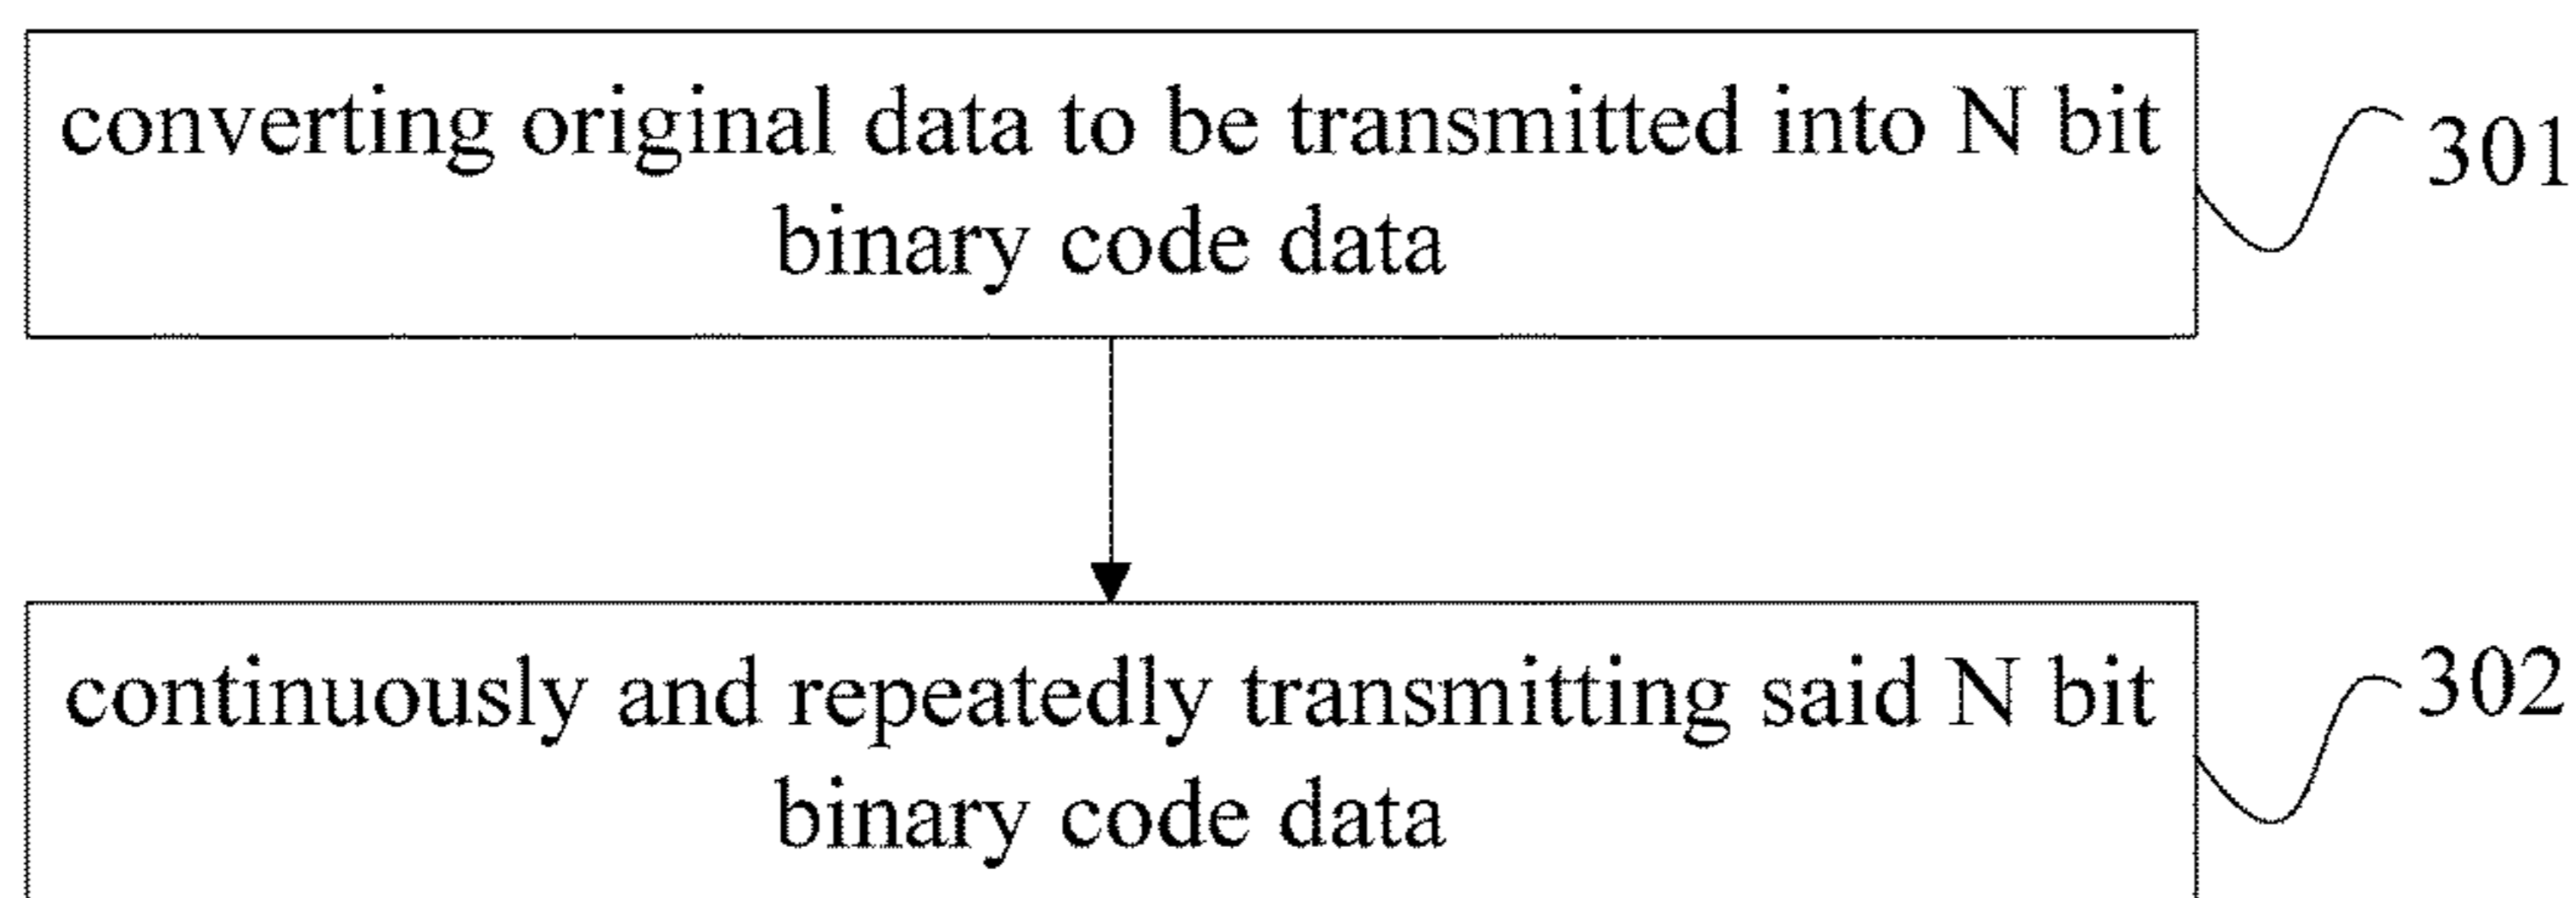 converting original data to be transmitted into N bit
binary code data
301
continuously and repeatedly transmitting said N bit
binary code data
302